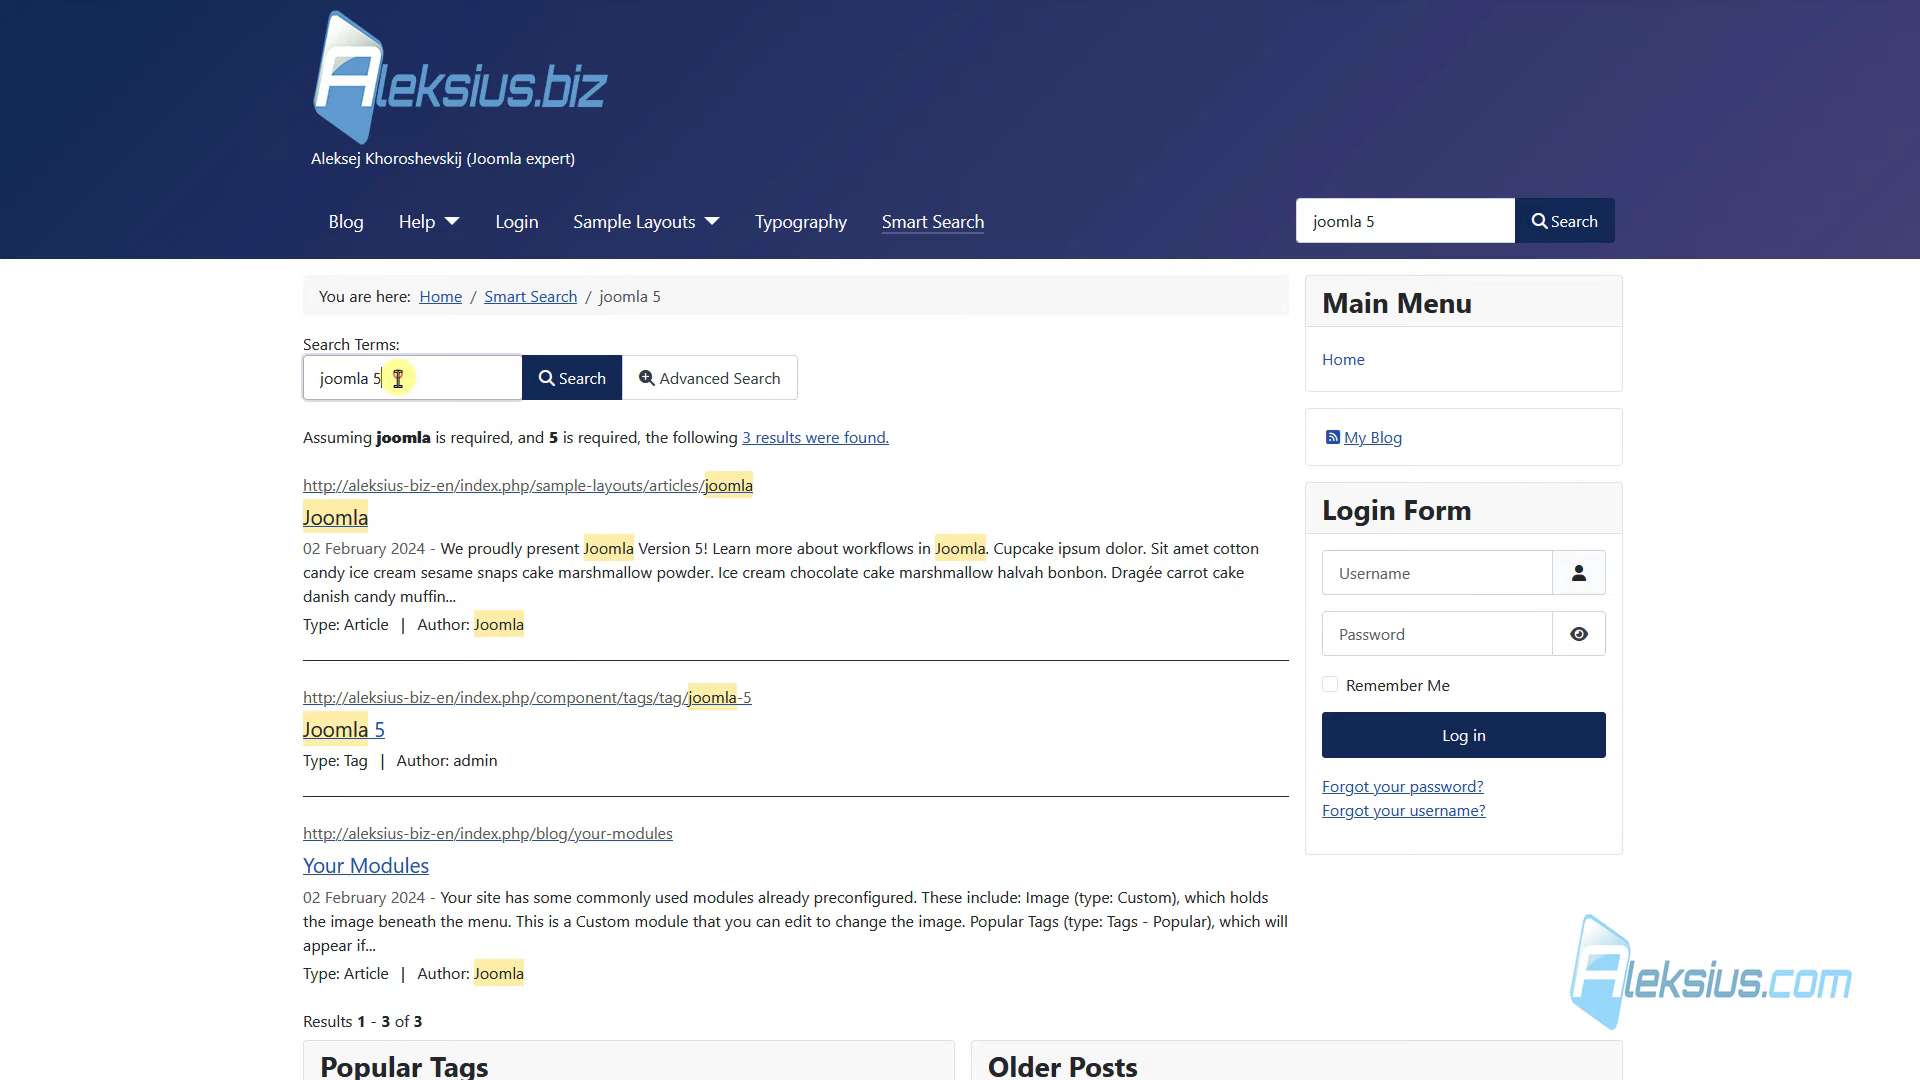 Aleksius.biz
Aleksej Khoroshevskij (Joomla expert)
Blog Help Login Sample Layouts Typography Smart Search
joomla 5 Search
You are here: Home / Smart Search / joomla 5
Search Terms:
joomla 5 Search Advanced Search
Assuming joomla is required, and 5 is required, the following 3 results were found.
http://aleksius-biz-en/index.php/sample-layouts/articles/joomla
Joomla
02 February 2024 - We proudly present Joomla Version 5! Learn more about workflows in Joomla. Cupcake ipsum dolor. Sit amet cotton
candy ice cream sesame snaps cake marshmallow powder. Ice cream chocolate cake marshmallow halvah bonbon. Dragée carrot cake
danish candy muffin...
Type: Article | Author: Joomla
http://aleksius-biz-en/index.php/component/tags/tag/joomla-5
Joomla 5
Type: Tag | Author: admin
http://aleksius-biz-en/index.php/blog/your-modules
Your Modules
02 February 2024 - Your site has some commonly used modules already preconfigured. These include: Image (type: Custom), which holds
the image beneath the menu. This is a Custom module that you can edit to change the image. Popular Tags (type: Tags - Popular), which will
appear if...
Type: Article | Author: Joomla
Results 1 - 3 of 3
Popular Tags
Older Posts
Main Menu
Home
My Blog
Login Form
Username
Password
Remember Me
Log in
Forgot your password?
Forgot your username?
Aleksius.com